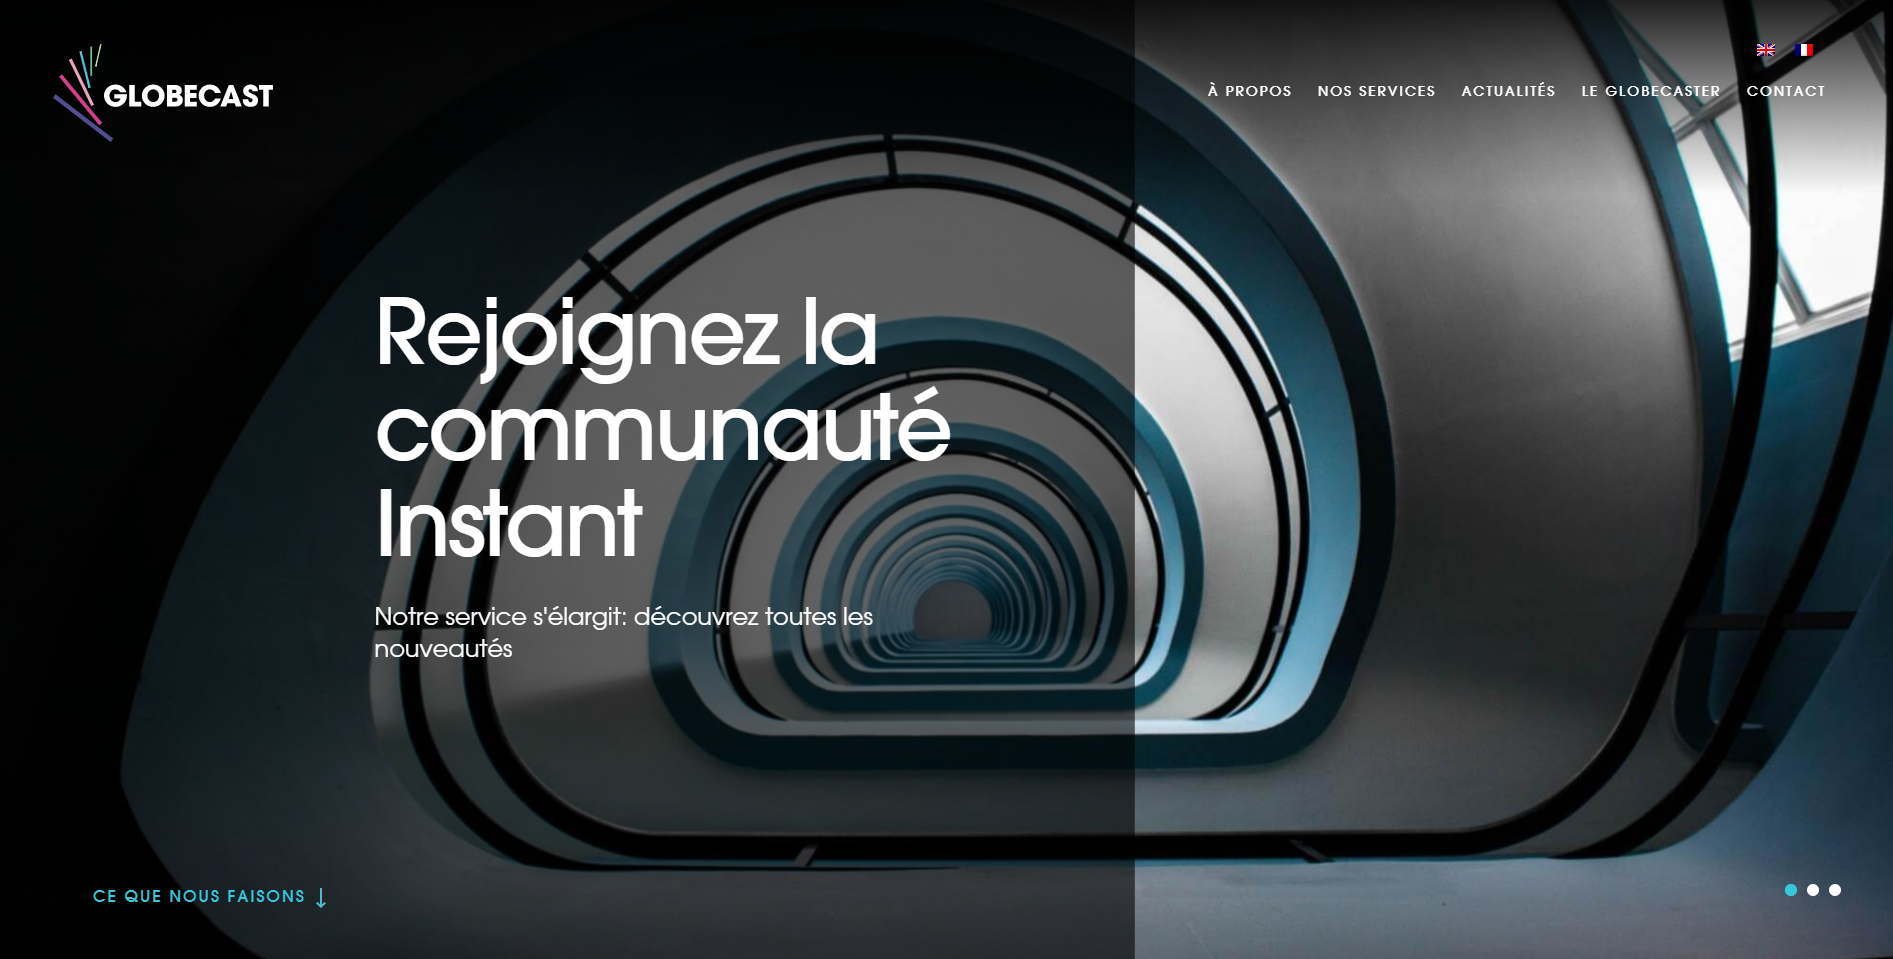 GLOBECAST
À PROPOS
NOS SERVICES
ACTUALITÉS
LE GLOBECASTER
CONTACT
Rejoignez la
communauté
Instant
Notre service s'élargit: découvrez toutes les
nouveautés
CE QUE NOUS FAISONS